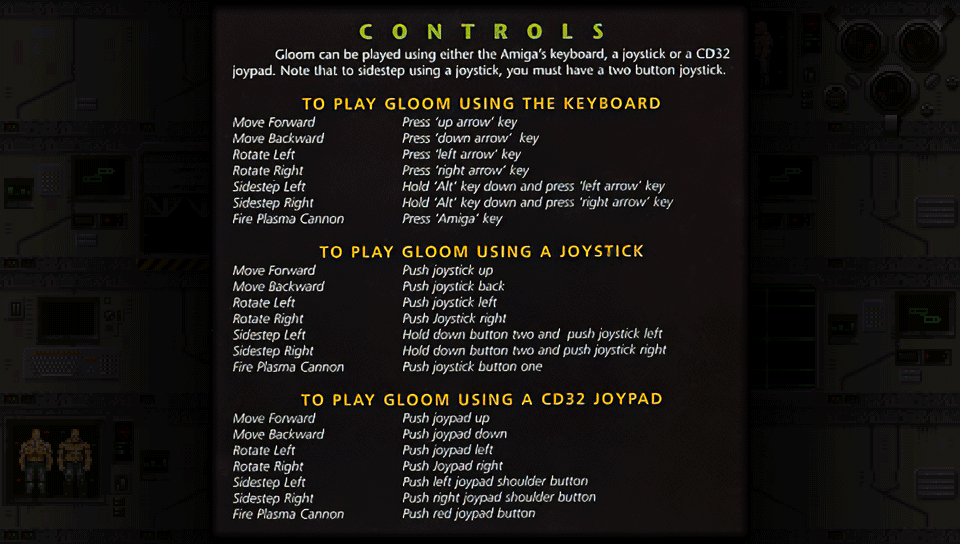 CONTROLS
Gloom can be played using either the Amiga's keyboard, a joystick or a CD32
joypad. Note that to sidestep using a joystick, you must have a two button joystick.
TO PLAY GLOOM USING THE KEYBOARD
Move Forward Press 'up arrow' key
Move Backward Press 'down arrow' key
Rotate Left Press 'left arrow' key
Rotate Right Press 'right arrow' key
Sidestep Left Hold 'Alt' key down and press 'left arrow' key
Sidestep Right Hold 'Alt' key down and press 'right arrow' key
Fire Plasma Cannon Press 'Amiga' key
TO PLAY GLOOM USING A JOYSTICK
Move Forward Push joystick up
Move Backward Push joystick back
Rotate Left Push joystick left
Rotate Right Push Joystick right
Sidestep Left Hold down button two and push joystick left
Sidestep Right Hold down button two and push joystick right
Fire Plasma Cannon Push joystick button one
TO PLAY GLOOM USING A CD32 JOYPAD
Move Forward Push joypad up
Move Backward Push joypad down
Rotate Left Push joypad left
Rotate Right Push Joypad right
Sidestep Left Push left joypad shoulder button
Sidestep Right Push right joypad shoulder button
Fire Plasma Cannon Push red joypad button